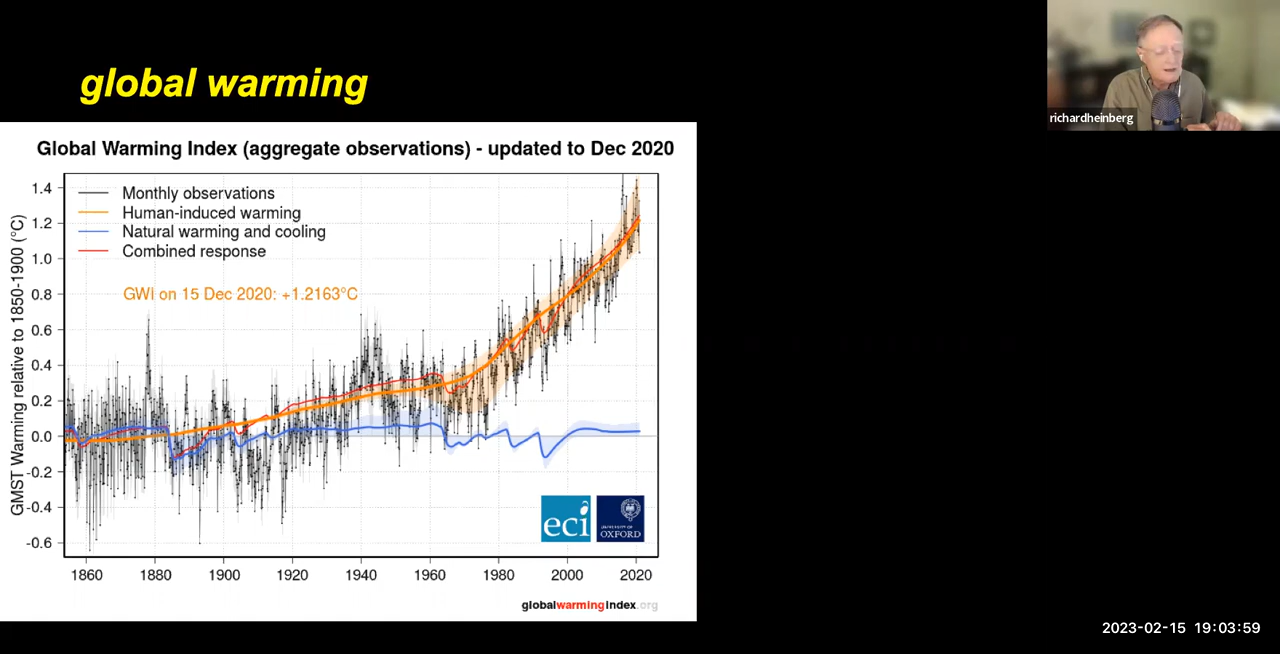 global warming
richardheinberg
Global Warming Index (aggregate observations) - updated to Dec 2020
GMST Warming relative to 1850-1900 (°C)
1.4
1.2
1.0
0.8
0.6
0.4
0.2
0.0
-0.2
-0.4
-0.6
Monthly observations
Human-induced warming
Natural warming and cooling
Combined response
GWI on 15 Dec 2020: +1.2163°C
eci
UNIVERSITY OF
OXFORD
1860 1880 1900 1920 1940 1960 1980 2000 2020
globalwarmingindex.org
2023-02-15 19:03:59